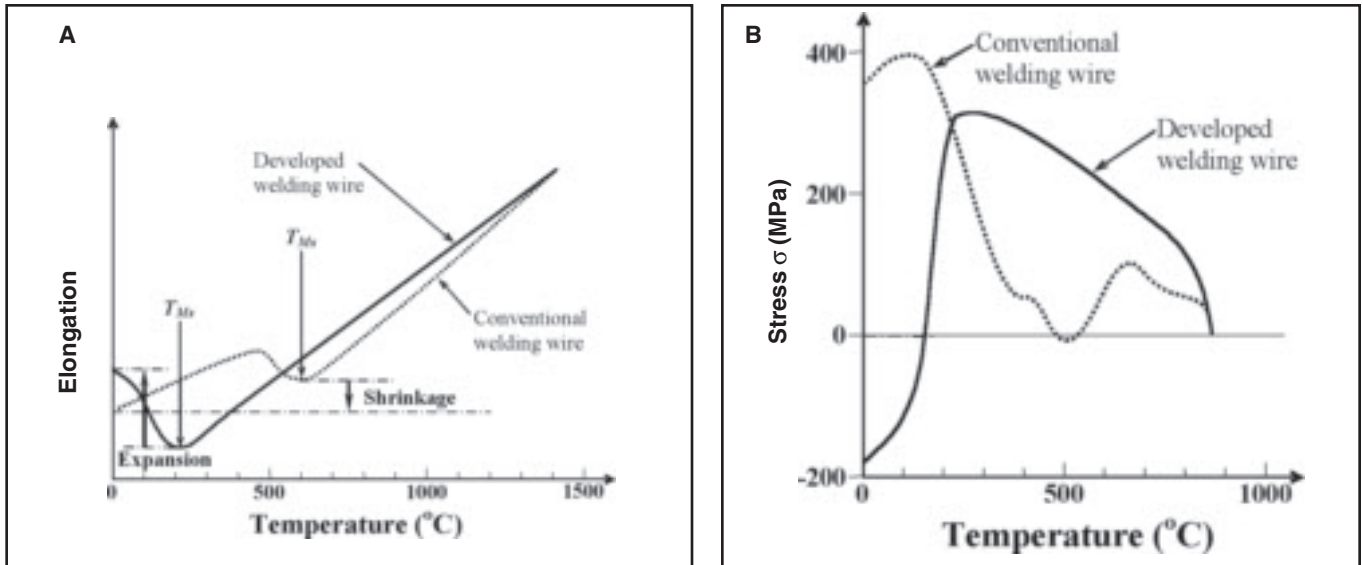 A
Elongation
Developed
welding wire
T_Ms
T_Ms
Conventional
welding wire
Shrinkage
Expansion
0
500
1000
1500
Temperature (°C)
B
Stress σ (MPa)
400
200
0
-200
Conventional
welding wire
Developed
welding wire
0
500
1000
Temperature (°C)